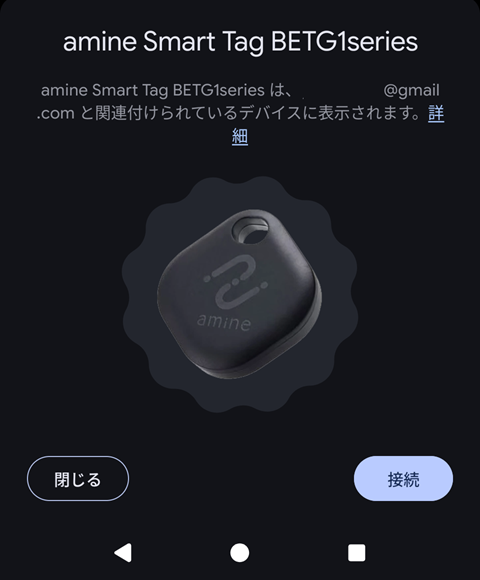 amine Smart Tag BETG1series
amine Smart Tag BETG1series は、 @gmail
.com と関連付けられているデバイスに表示されます。詳
細
amine
閉じる
接続